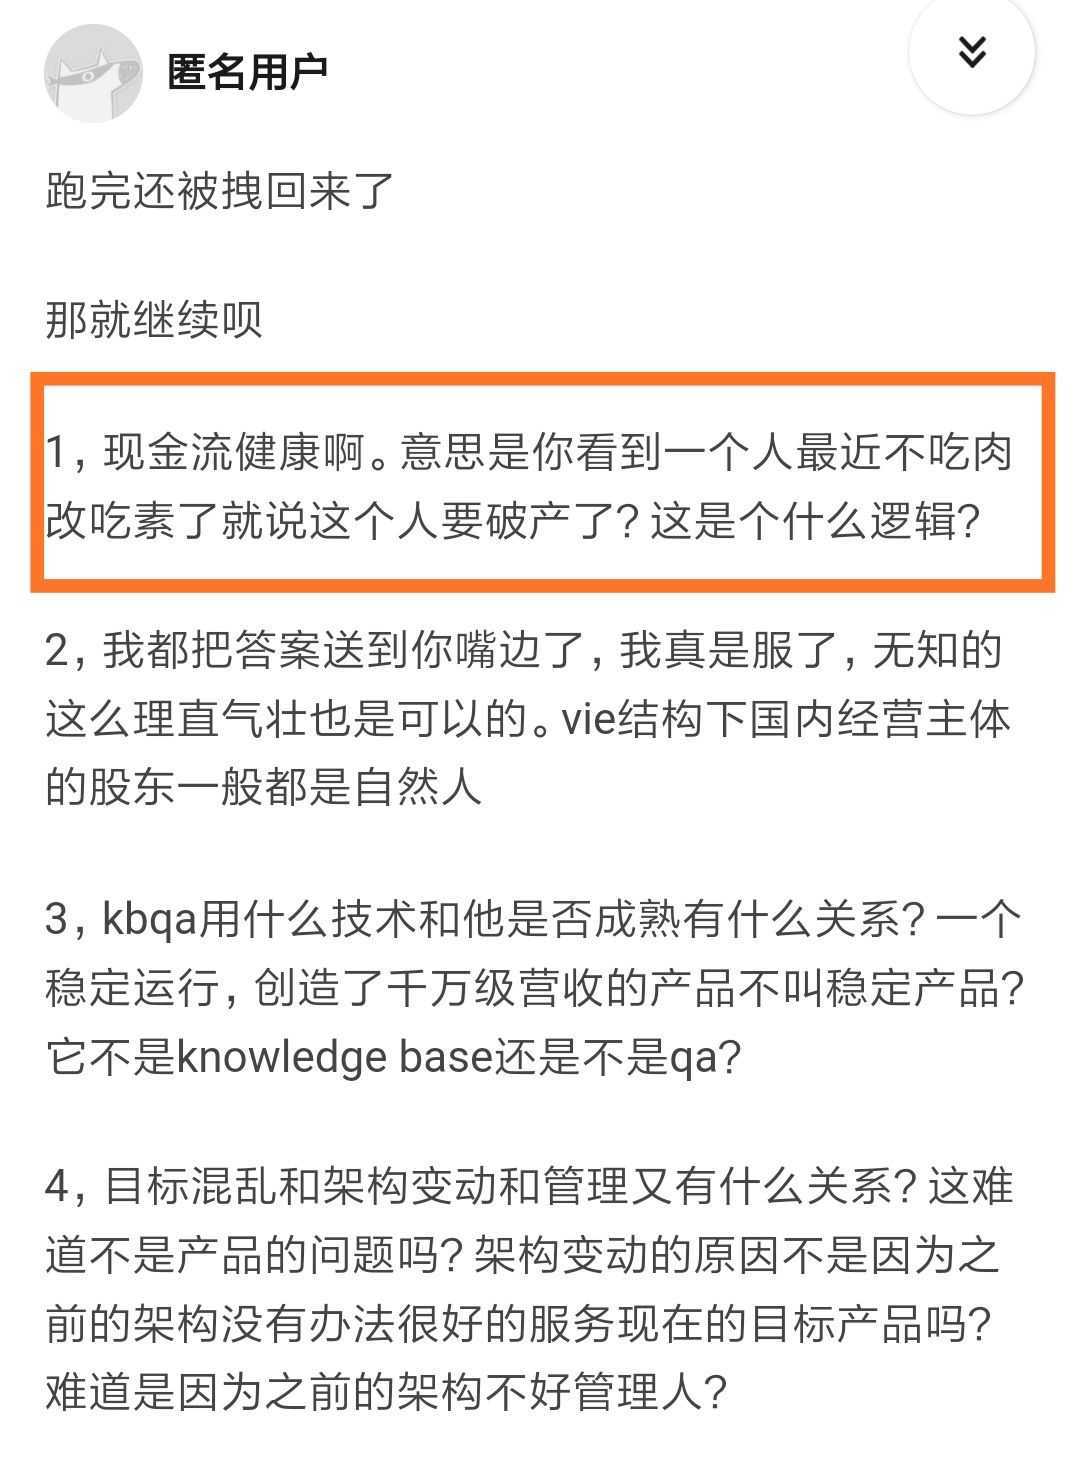 匿名用户
跑完还被拽回来了
那就继续呗
1，现金流健康啊。意思是你看到一个人最近不吃肉
改吃素了就说这个人要破产了？这是个什么逻辑？
2，我都把答案送到你嘴边了，我真是服了，无知的
这么理直气壮也是可以的。vie结构下国内经营主体
的股东一般都是自然人
3，kbqa用什么技术和他是否成熟有什么关系？一个
稳定运行，创造了千万级营收的产品不叫稳定产品？
它不是knowledge base还是不是qa？
4，目标混乱和架构变动和管理又有什么关系？这难
道不是产品的问题吗？架构变动的原因不是因为之
前的架构没有办法很好的服务现在的目标产品吗？
难道是因为之前的架构不好管理人？